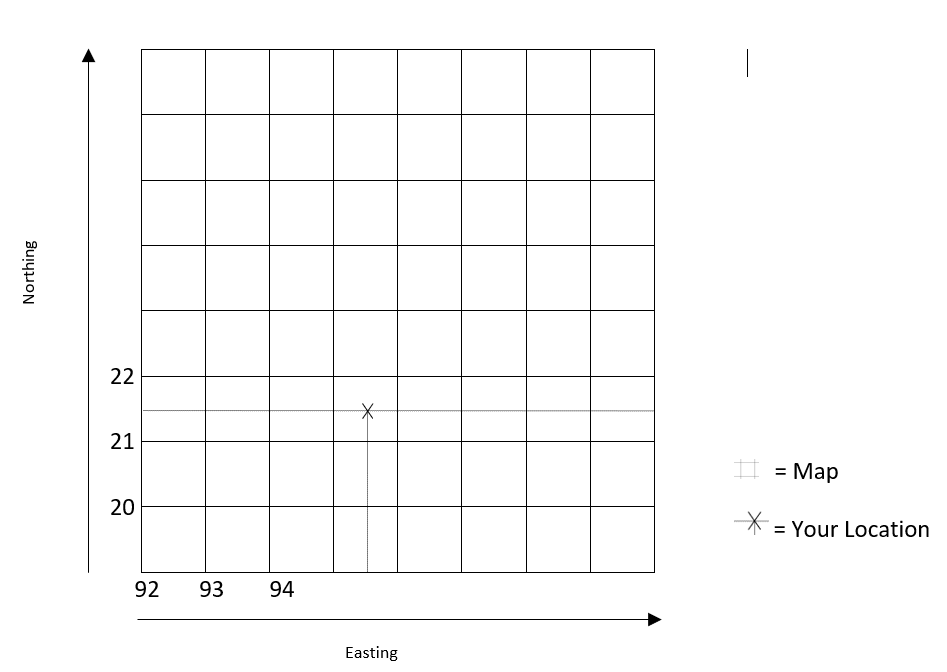 Northing
22
21
20
92 93 94
Easting
= Map
= Your Location